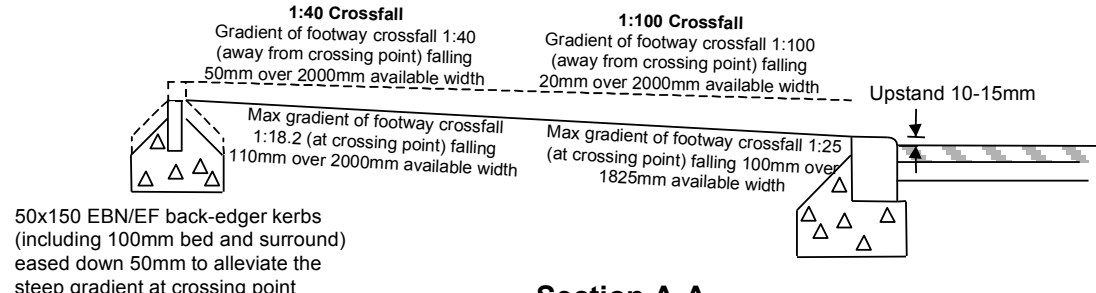 1:40 Crossfall
Gradient of footway crossfall 1:40
(away from crossing point) falling
50mm over 2000mm available width
1:100 Crossfall
Gradient of footway crossfall 1:100
(away from crossing point) falling
20mm over 2000mm available width
Upstand 10-15mm
Max gradient of footway crossfall
1:18.2 (at crossing point) falling
110mm over 2000mm available width
Max gradient of footway crossfall 1:25
(at crossing point) falling 100mm over
1825mm available width
50x150 EBN/EF back-edger kerbs
(including 100mm bed and surround)
eased down 50mm to alleviate the
steep gradient at crossing point
Section A-A